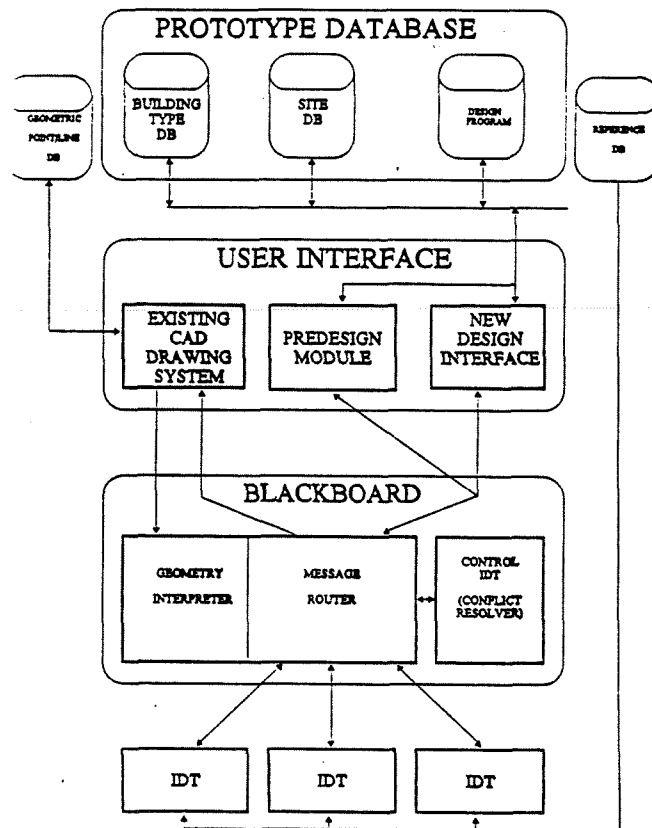 PROTOTYPE DATABASE
GEOMETRIC
POINT/LINE
DB
BUILDING
TYPE
DB
SITE
DB
DESIGN
PROGRAM
REFERENCE
DB
USER INTERFACE
EXISTING
CAD
DRAWING
SYSTEM
PREDESIGN
MODULE
NEW
DESIGN
INTERFACE
BLACKBOARD
GEOMETRY
INTERPRETER
MESSAGE
ROUTER
CONTROL
IDT
(CONFLICT
RESOLVER)
IDT
IDT
IDT